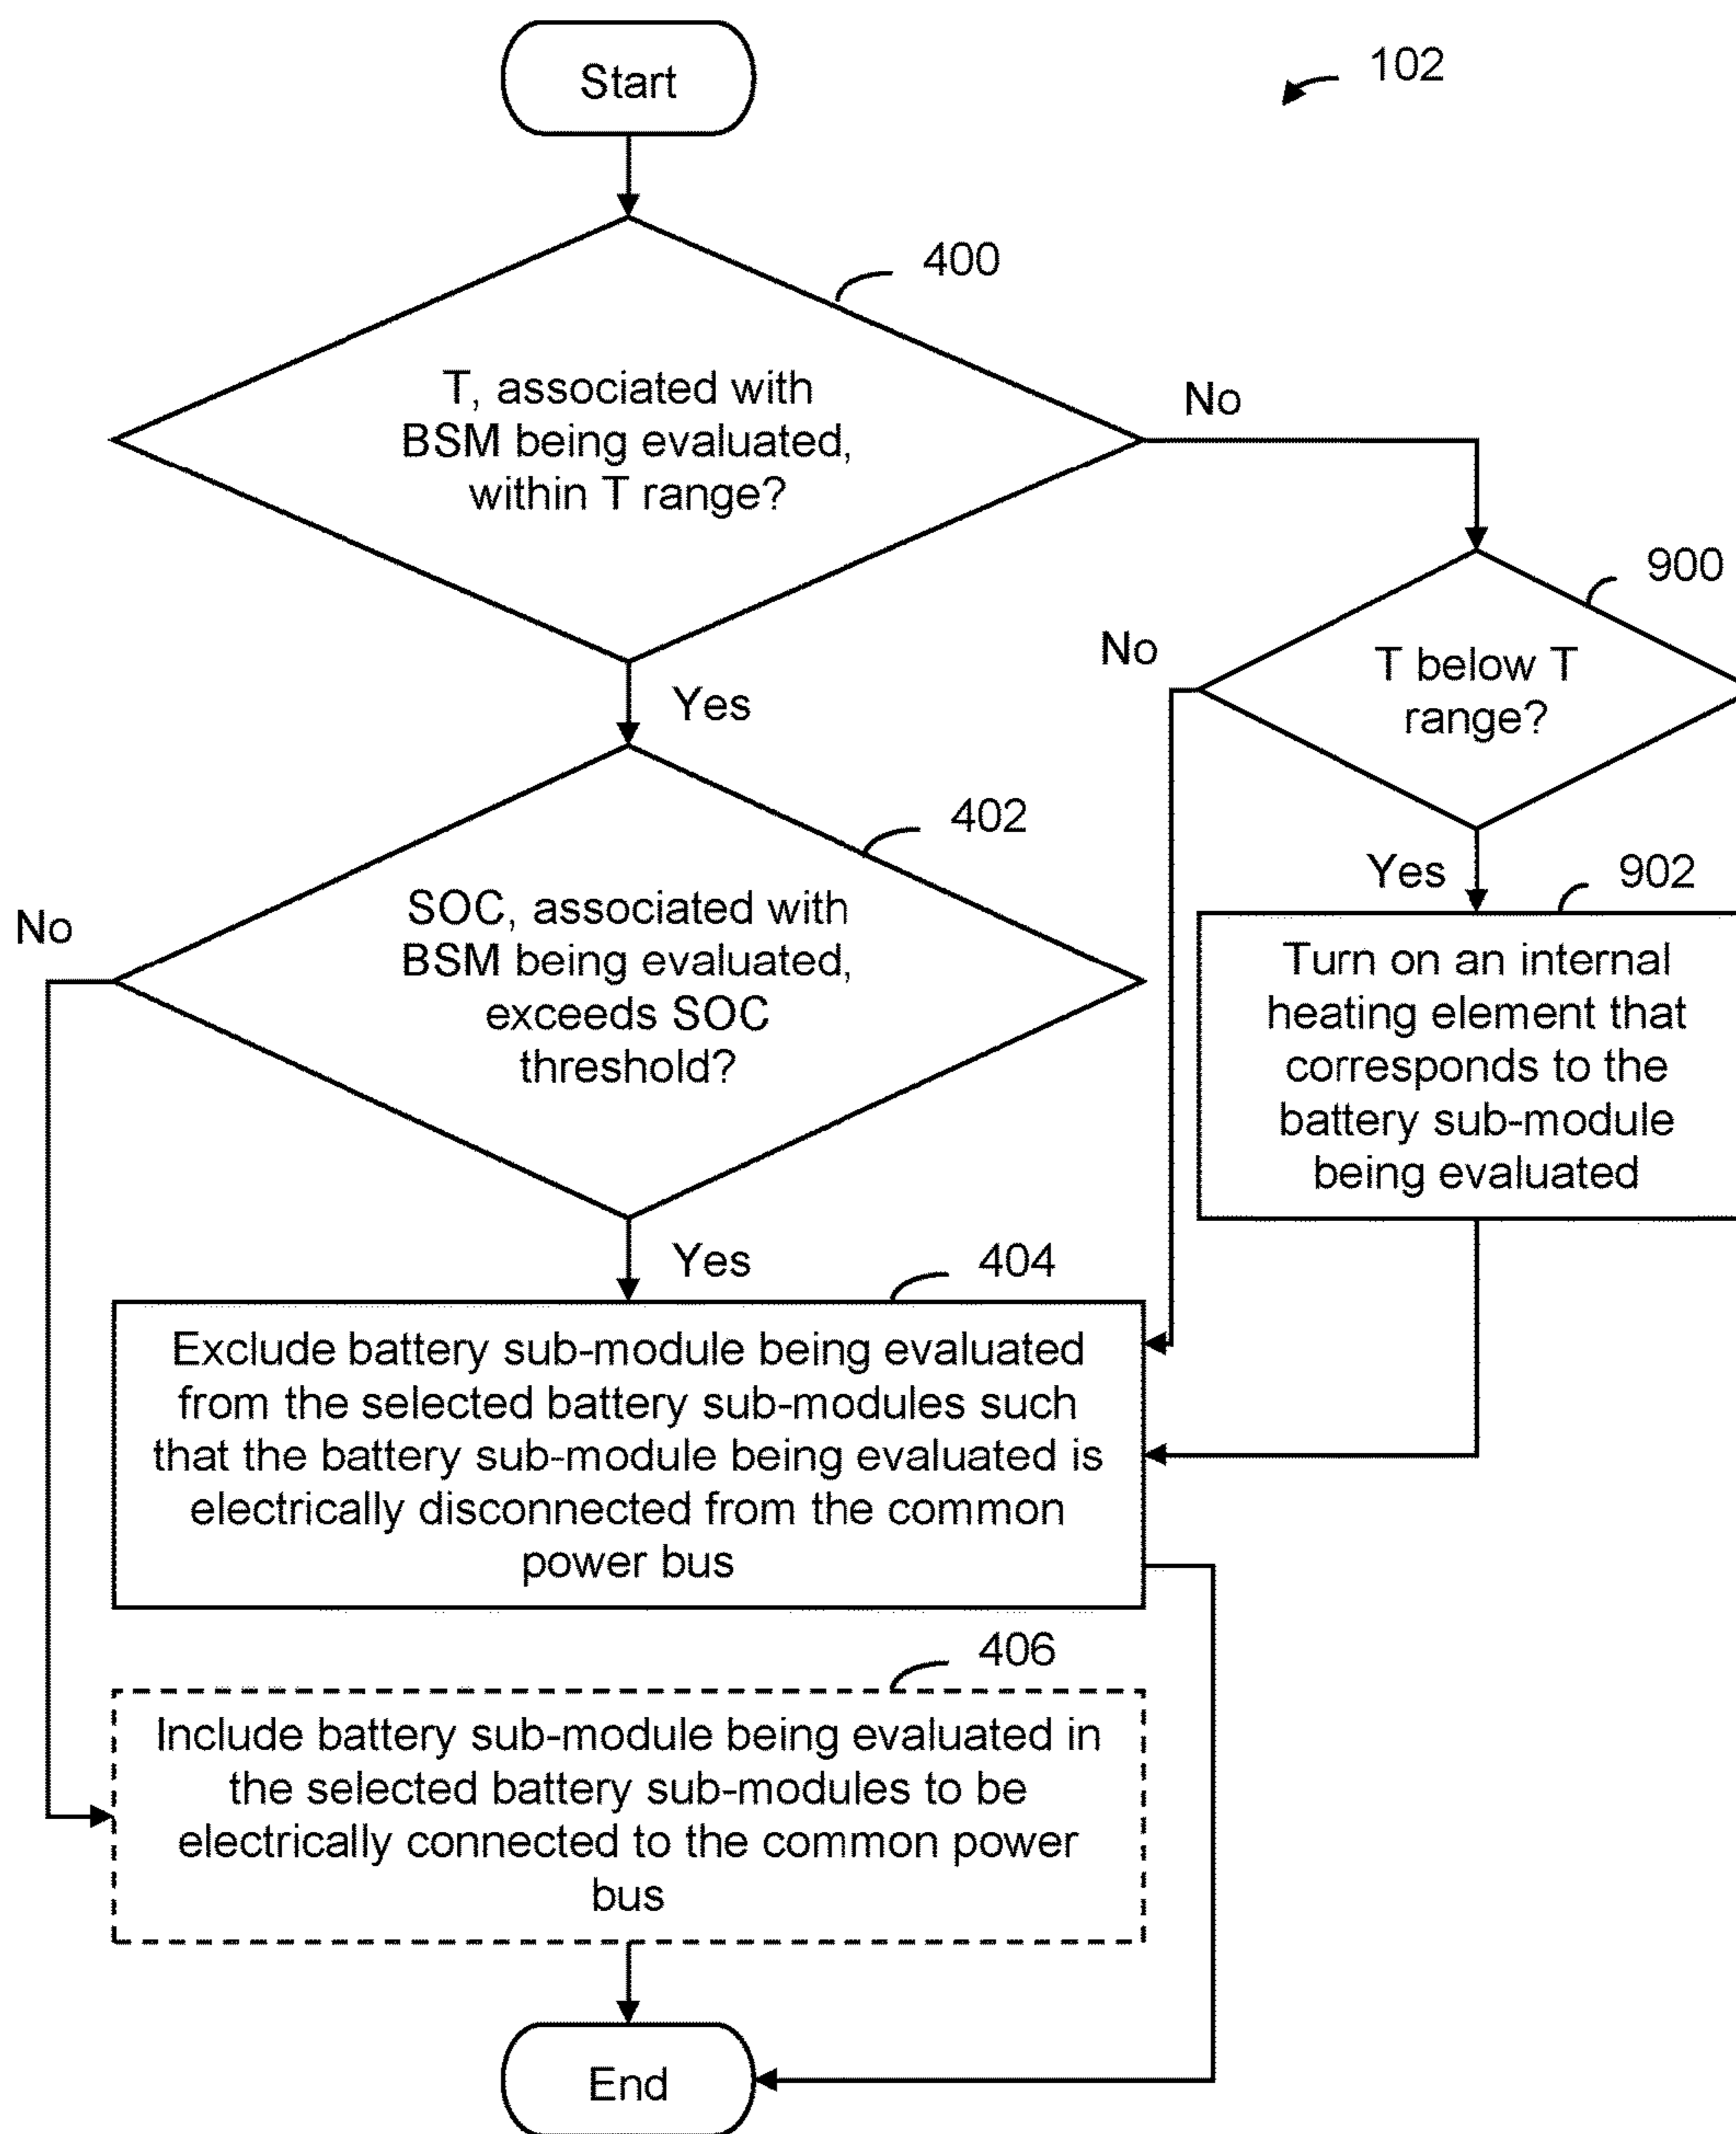 Start
102
400
T, associated with
BSM being evaluated,
within T range?
No
Yes
900
T below T
range?
No
Yes
902
Turn on an internal
heating element that
corresponds to the
battery sub-module
being evaluated
402
SOC, associated with
BSM being evaluated,
exceeds SOC
threshold?
No
Yes
404
Exclude battery sub-module being evaluated
from the selected battery sub-modules such
that the battery sub-module being evaluated is
electrically disconnected from the common
power bus
406
Include battery sub-module being evaluated in
the selected battery sub-modules to be
electrically connected to the common power
bus
End